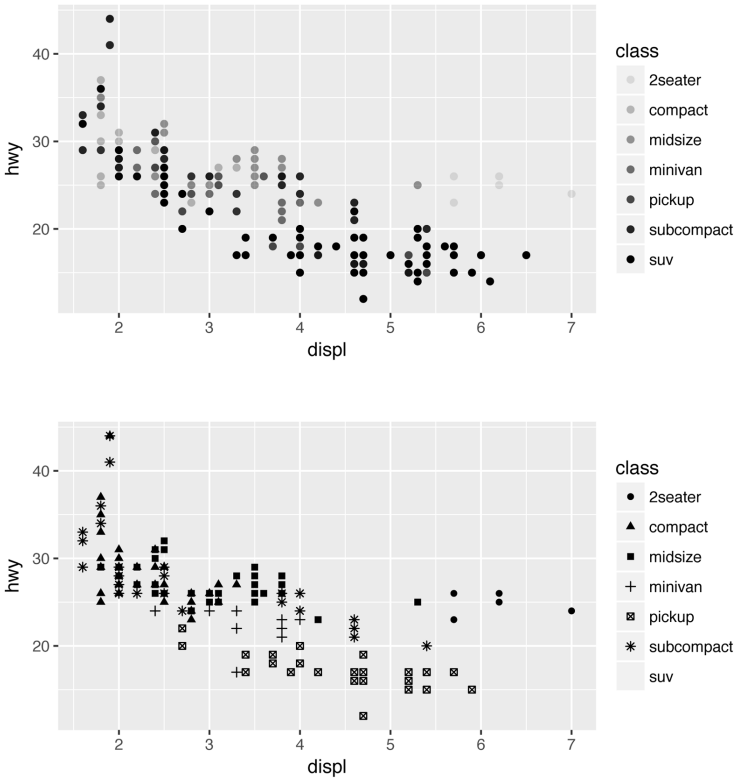 class
2seater
compact
midsize
minivan
pickup
subcompact
suv
40
30
20
hwy
2 3 4 5 6 7
displ
class
2seater
compact
midsize
minivan
pickup
subcompact
suv
40
30
20
hwy
2 3 4 5 6 7
displ